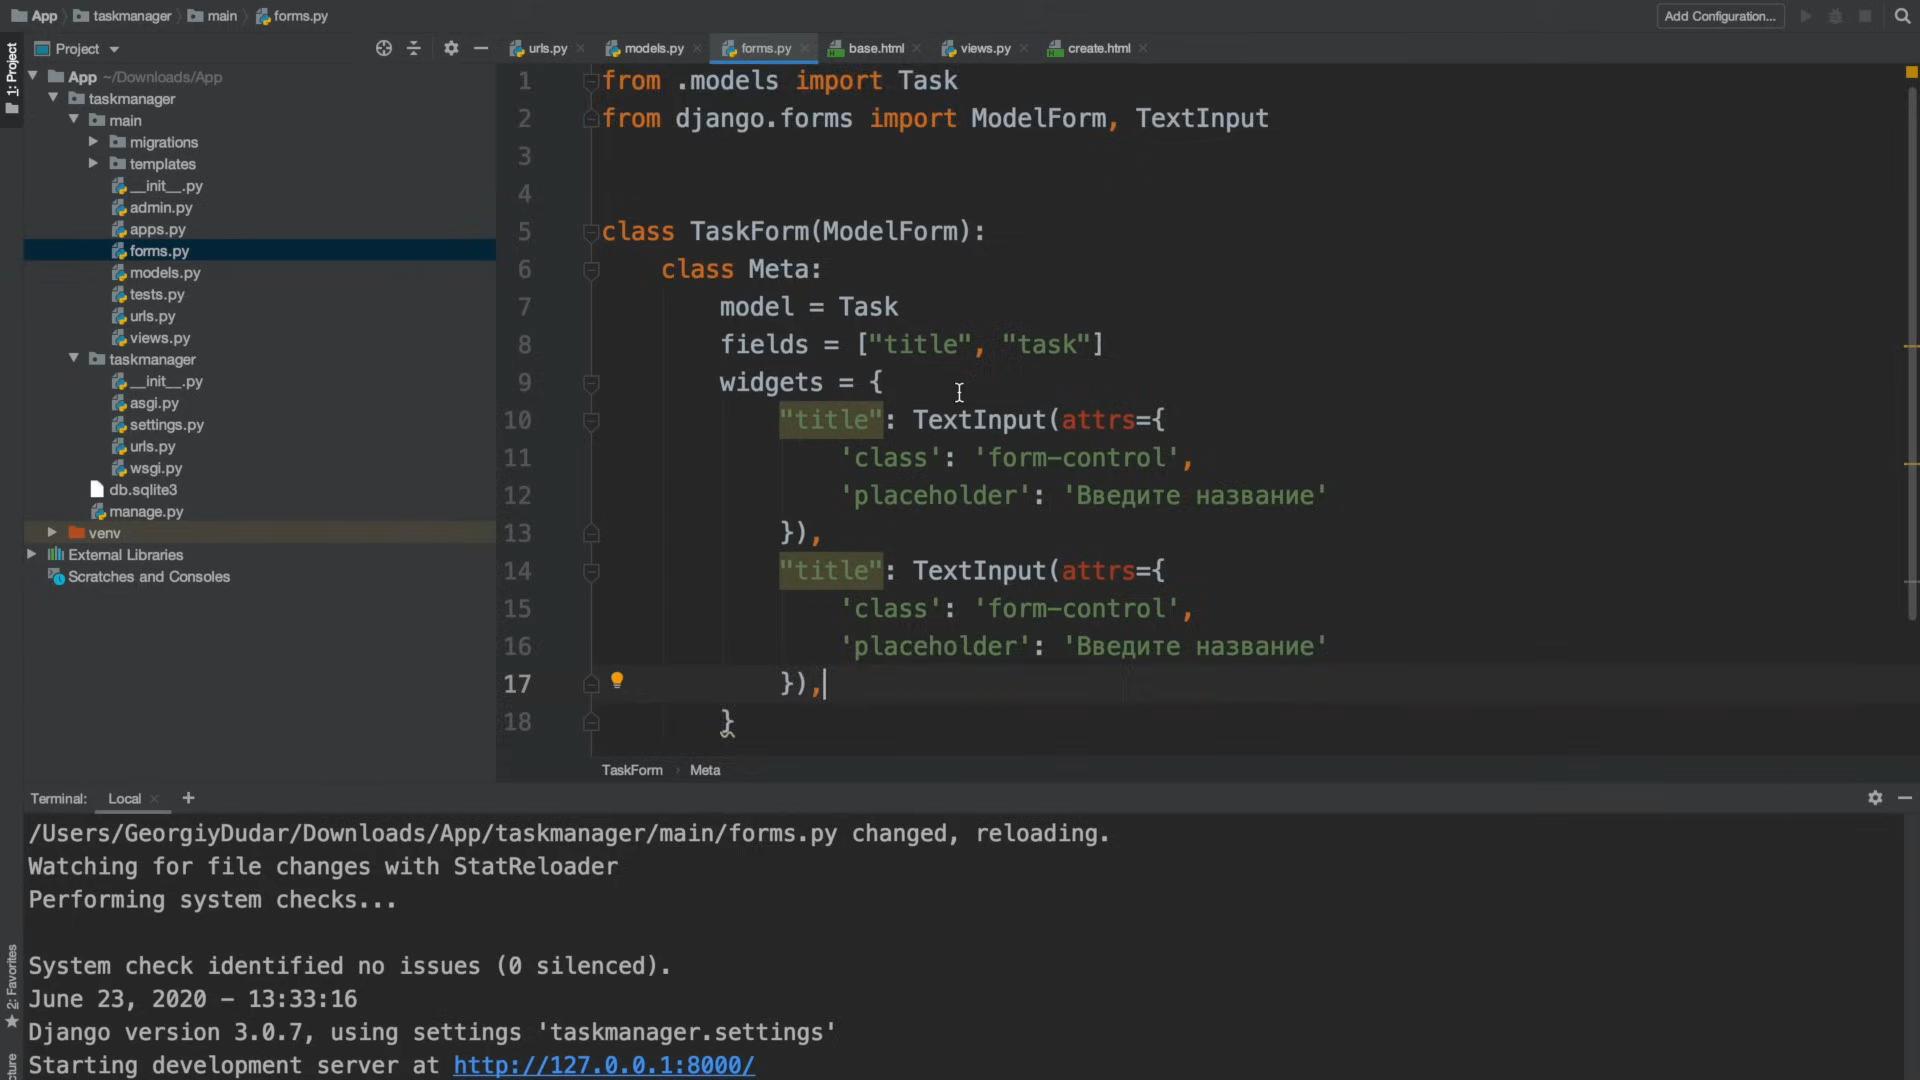 App taskmanager main forms.py Add Configuration...
1: Project
Project
urls.py models.py forms.py base.html views.py create.html
App ~/Downloads/App
taskmanager
main
migrations
templates
__init__.py
admin.py
apps.py
forms.py
models.py
tests.py
urls.py
views.py
taskmanager
__init__.py
asgi.py
settings.py
urls.py
wsgi.py
db.sqlite3
manage.py
venv
External Libraries
Scratches and Consoles
1 from .models import Task
2 from django.forms import ModelForm, TextInput
3
4
5 class TaskForm(ModelForm):
6 class Meta:
7 model = Task
8 fields = ["title", "task"]
9 widgets = {
10 "title": TextInput(attrs={
11 'class': 'form-control',
12 'placeholder': 'Введите название'
13 }),
14 "title": TextInput(attrs={
15 'class': 'form-control',
16 'placeholder': 'Введите название'
17 }),
18 }
TaskForm Meta
Terminal: Local
/Users/GeorgiyDudar/Downloads/App/taskmanager/main/forms.py changed, reloading.
Watching for file changes with StatReloader
Performing system checks...
System check identified no issues (0 silenced).
June 23, 2020 - 13:33:16
Django version 3.0.7, using settings 'taskmanager.settings'
Starting development server at http://127.0.0.1:8000/
2: Favorites